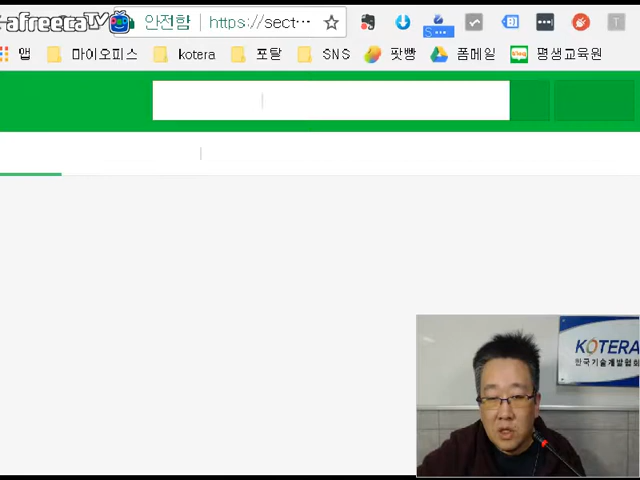 afreecaTV 안전함 https://sect...
앱 마이오피스 kotera 포탈 SNS 팟빵 폼메일 평생교육원
KOTERA
한국기술개발협회